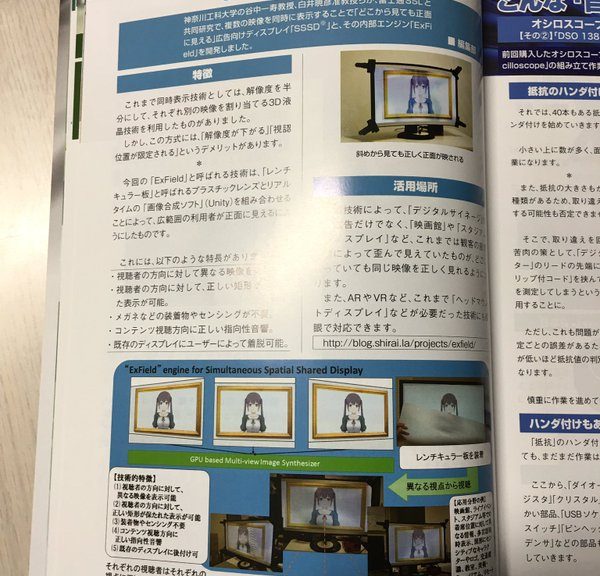 神奈川工科大学の谷中一寿教授、白井暁彦准教授が、富士通SSLと
共同研究で、複数の映像を同時に表示することで「どこから見ても正面
に見える」広告向けディスプレイ「SSSD®」と、その内部エンジン「ExFi
eld」を開発しました。
■ 編集部
特徴
これまで同時表示技術としては、解像度を半
分にして、それぞれ別の映像を割り当てる3D液
晶技術を利用したものがありました。
しかし、この方式には、「解像度が下がる」「視認
位置が限定される」というデメリットがあります。
*
今回の「ExField」と呼ばれる技術は、「レンチ
キュラー板」と呼ばれるプラスチックレンズとリアル
タイムの「画像合成ソフト」(Unity)を組み合わせる
ことによって、広範囲の利用者が正面に見えるよ
うにしたものです。
これには、以下のような特長があり
・視聴者の方向に対して異なる映像を
・視聴者の方向に対して、正しい矩形が
た表示が可能。
・メガネなどの装着物やセンシングが不要。
・コンテンツ視聴方向に正しい指向性音響。
・既存のディスプレイにユーザーによって着脱可能。
斜めから見ても正しく正面が映される
活用場所
技術によって、「デジタルサイネージ
告だけでなく、「映画館」や「スタジア
ィスプレイ」など、これまでは観客の
よって歪んで見えていたものが、どこ
っていても同じ映像を正しく見れるように
ります。
また、ARやVRなど、これまで「ヘッドマウン
トディスプレイ」などが必要だった技術にも
眼で対応できます。
http://blog.shirai.la/projects/exfield/
"ExField" engine for Simultaneous Spatial Shared Display
GPU based Multi-view Image Synthesizer
レンチキュラー板を装着
異なる視点から視聴
【技術的特徴】
(1)視聴者の方向に対して、
異なる映像を表示可能
(2)視聴者の方向に対して、
正しい矩形が保たれた表示が可能
(3)装着物やセンシング不要
(4)コンテンツ視聴方向に
正しい指向性音響
(5)既存のディスプレイに後付け可
【応用分野の例】
それぞれの視聴者はそれぞれの
オシロスコープ
【その②】「DSO 138
前回購入したオシロスコープ
cilloscope」の組み立て作業
抵抗のハンダ付け
それでは、40本もある抵
ンダ付けを始めていきます
小さい上に数が多く、面
業になります。
*
また、抵抗の大きさもか
種類があるため、取り違え
する可能性も否定できませ
そこで、取り違えを回
苦肉の策として、「デジ
ター」のリードの先端に
リップ付コード」を挟んで
を測定してしまうという
用することに。
ただし、これも問題が
定ごとの誤差があるため
が低いほど抵抗値の判別
なります。
慎重に作業を進めて
ハンダ付けもあ
「抵抗」のハンダ付け
ても、まだまだ作業は
ここから、「ダイオー
ジスタ」「クリスタル」
かい部品、「USBソケ
スイッチ」「ピンヘッ
デンサ」などの部品を
していきます。